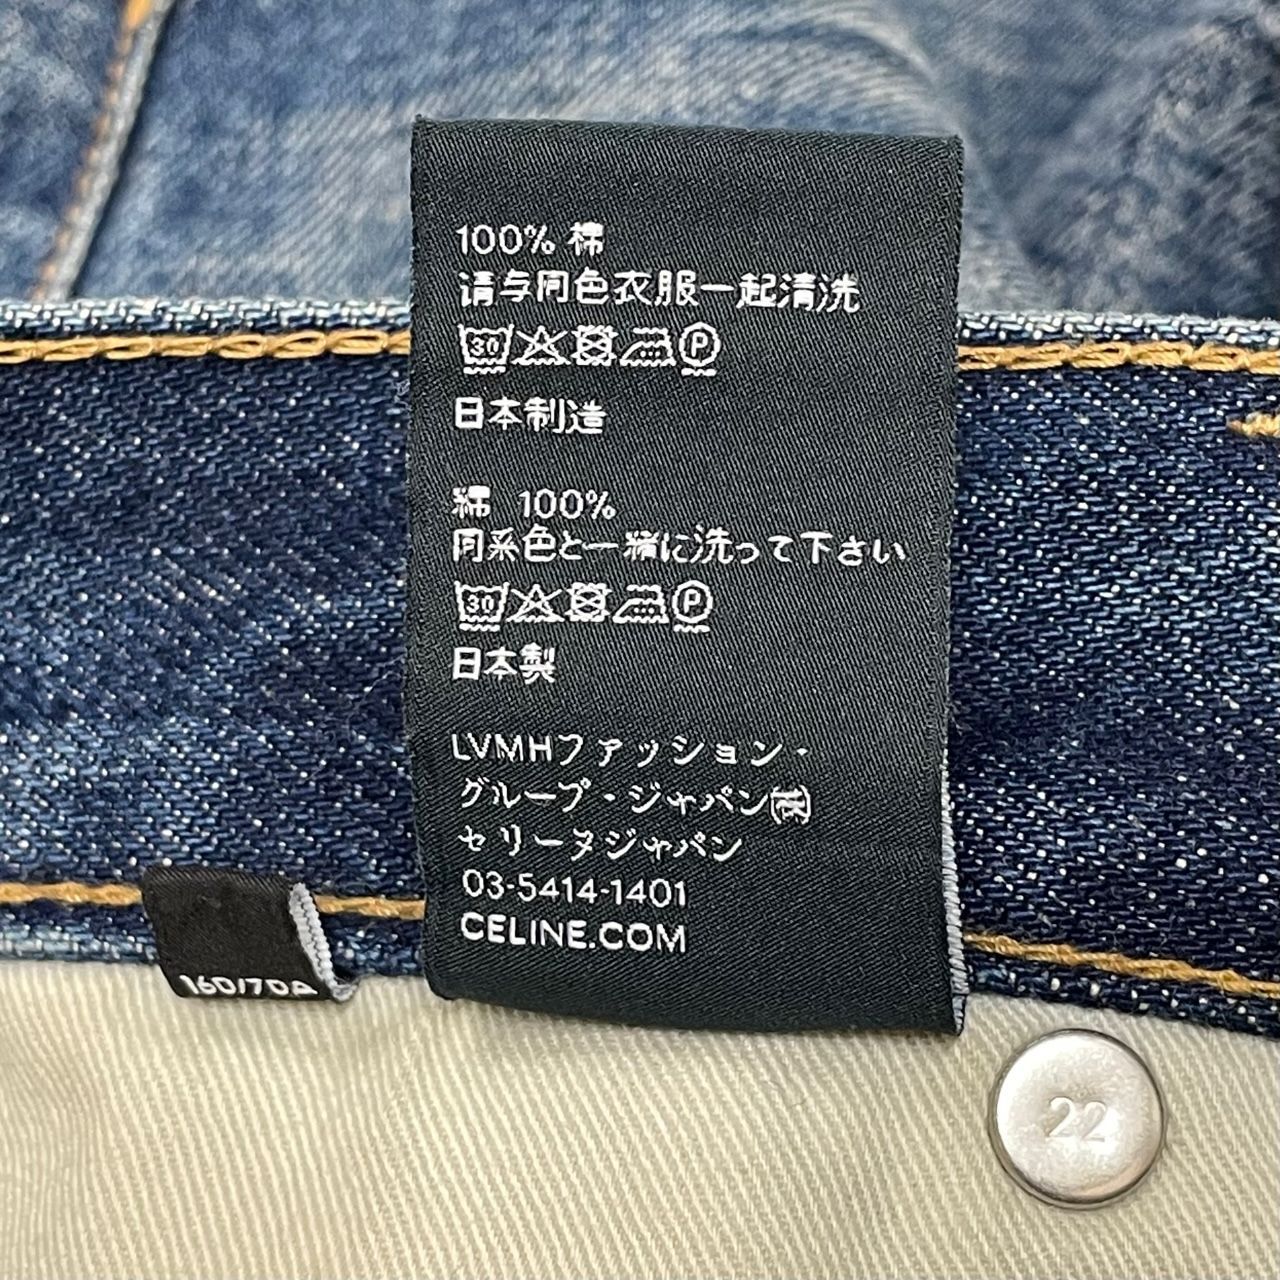 100% 棉
请与同色衣服一起清洗
30 P
日本制造
綿 100%
同系色と一緒に洗って下さい
30 P
日本製
LVMHファッション・
グループ・ジャパン㈱
セリーヌジャパン
03-5414-1401
CELINE.COM
160/70A
22